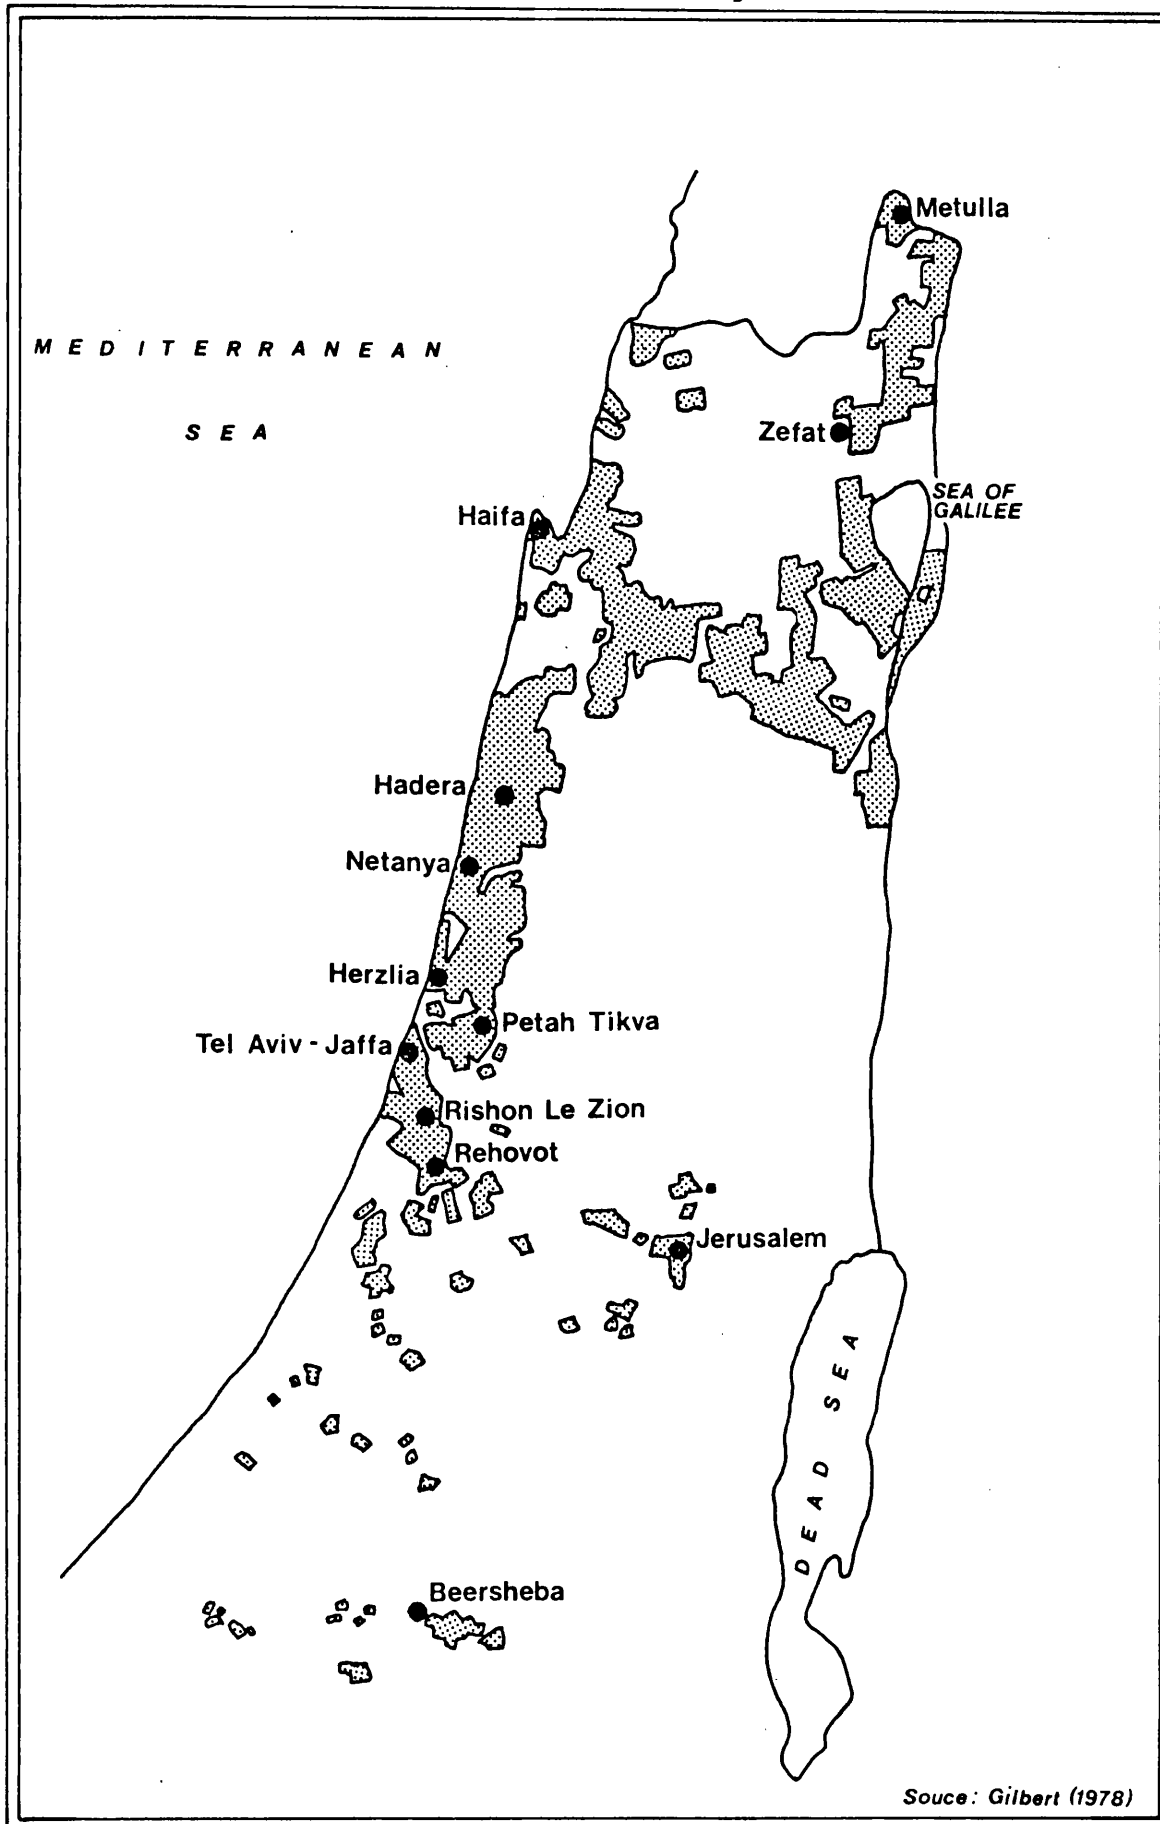 Metulla
MEDITERRANEAN
SEA
Zefat
SEA OF
GALILEE
Haifa
Hadera
Netanya
Herzlia
Petah Tikva
Tel Aviv - Jaffa
Rishon Le Zion
Rehovot
Jerusalem
DEAD SEA
Beersheba
Souce: Gilbert (1978)